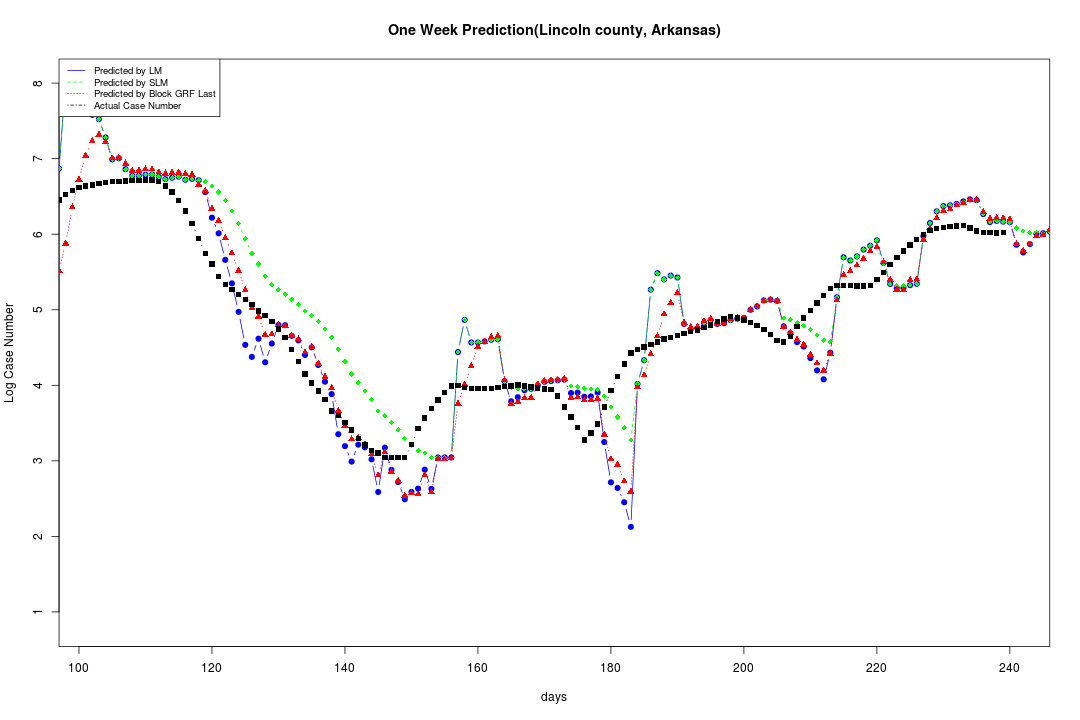 One Week Prediction(Lincoln county, Arkansas)
Predicted by LM
Predicted by SLM
Predicted by Block GRF Last
Actual Case Number
Log Case Number
8
7
6
5
4
3
2
1
100 120 140 160 180 200 220 240
days